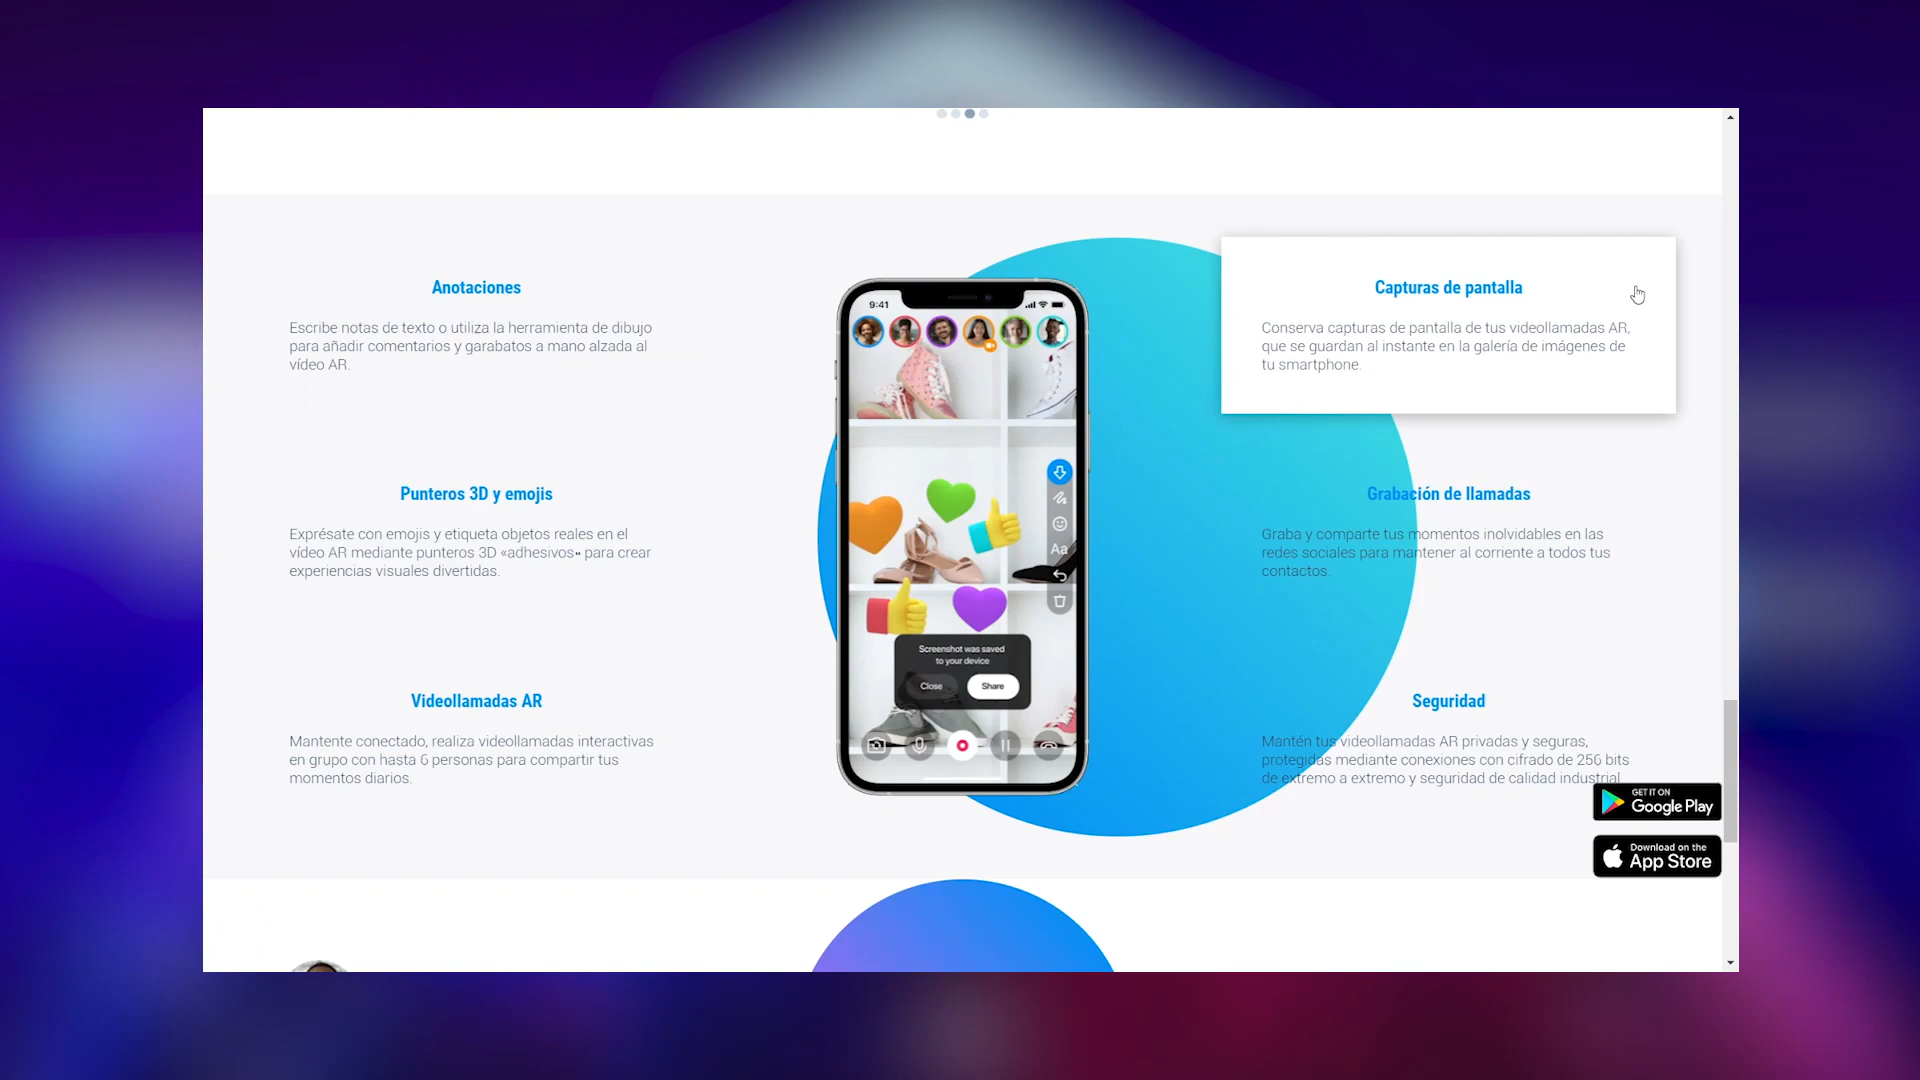 Anotaciones
Escribe notas de texto o utiliza la herramienta de dibujo
para añadir comentarios y garabatos a mano alzada al
vídeo AR.
Punteros 3D y emojis
Exprésate con emojis y etiqueta objetos reales en el
vídeo AR mediante punteros 3D «adhesivos» para crear
experiencias visuales divertidas.
Videollamadas AR
Mantente conectado, realiza videollamadas interactivas
en grupo con hasta 6 personas para compartir tus
momentos diarios.
9:41
Aa
Screenshot was saved
to your device
Close
Share
Capturas de pantalla
Conserva capturas de pantalla de tus videollamadas AR,
que se guardan al instante en la galería de imágenes de
tu smartphone.
Grabación de llamadas
Graba y comparte tus momentos inolvidables en las
redes sociales para mantener al corriente a todos tus
contactos.
Seguridad
Mantén tus videollamadas AR privadas y seguras,
protegidas mediante conexiones con cifrado de 256 bits
de extremo a extremo y seguridad de calidad industrial
GET IT ON
Google Play
Download on the
App Store